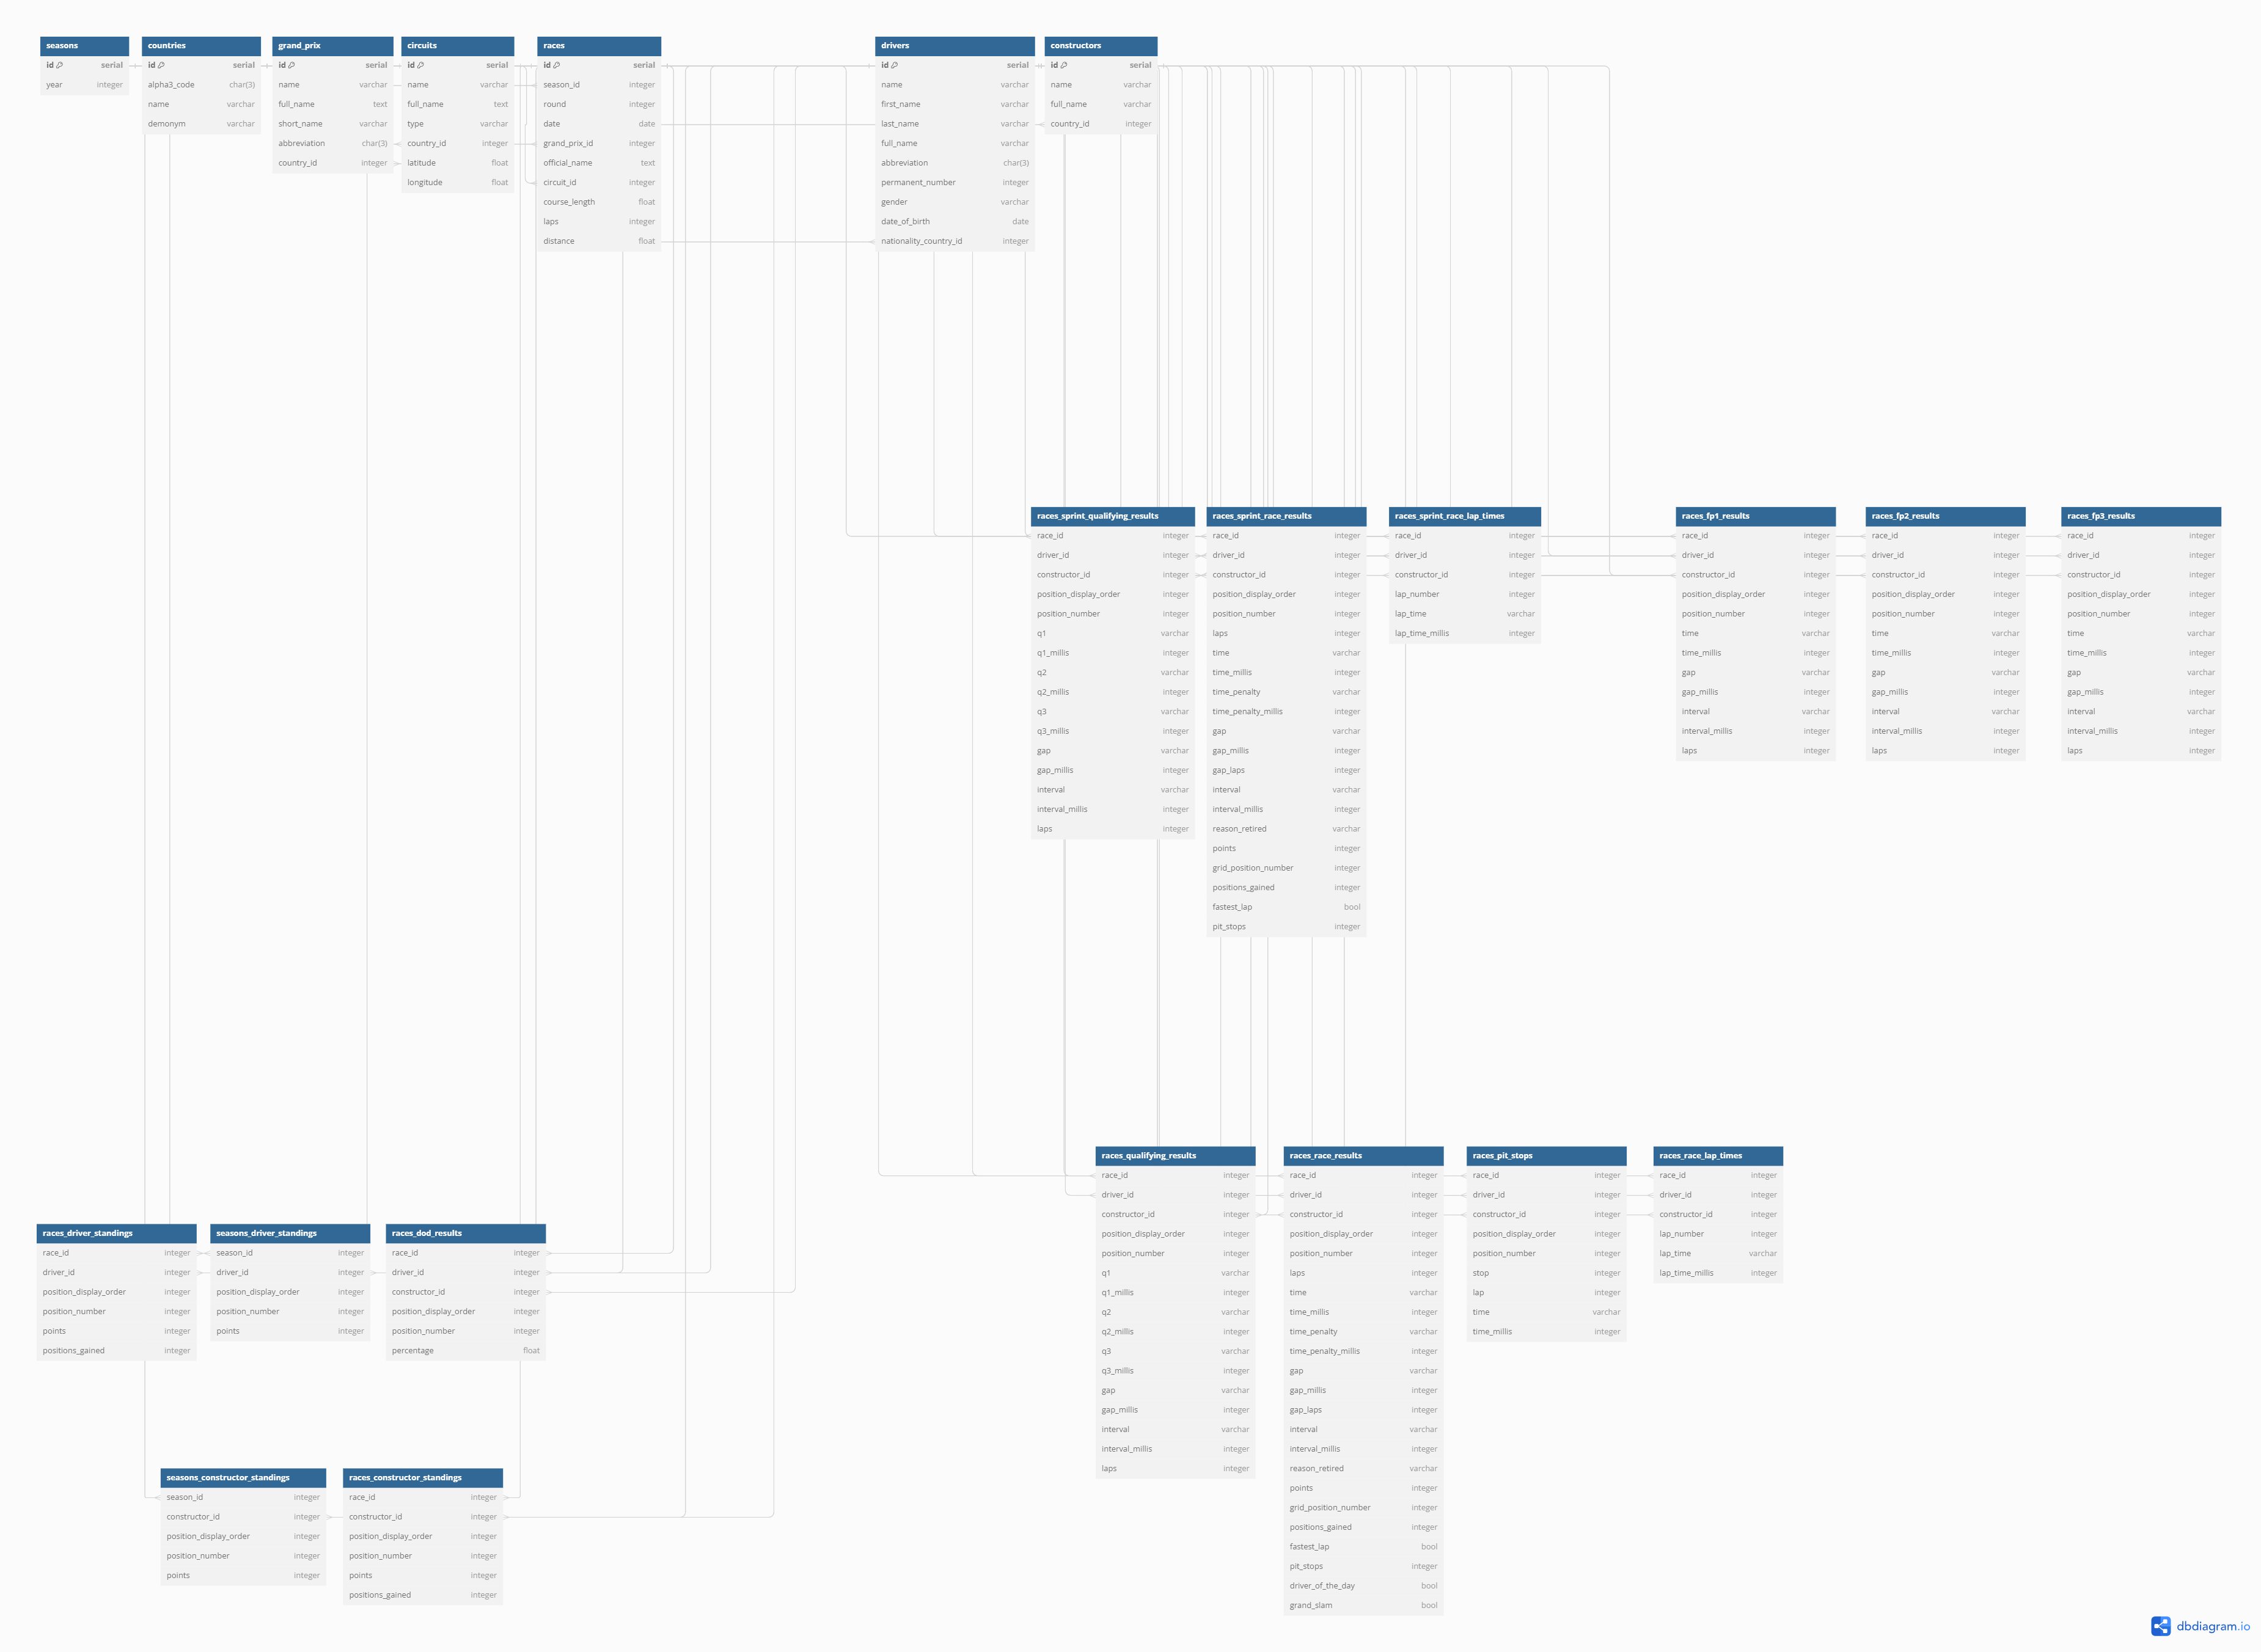 seasons
id serial
year integer
countries
id serial
alpha3_code char(3)
name varchar
demonym varchar
grand_prix
id serial
name varchar
full_name text
short_name varchar
abbreviation char(3)
country_id integer
circuits
id serial
name varchar
full_name text
type varchar
country_id integer
latitude float
longitude float
races
id serial
season_id integer
round integer
date date
grand_prix_id integer
official_name text
circuit_id integer
course_length float
laps integer
distance float
drivers
id serial
name varchar
first_name varchar
last_name varchar
full_name varchar
abbreviation char(3)
permanent_number integer
gender varchar
date_of_birth date
nationality_country_id integer
constructors
id serial
name varchar
full_name varchar
country_id integer
races_sprint_qualifying_results
race_id integer
driver_id integer
constructor_id integer
position_display_order integer
position_number integer
q1 varchar
q1_millis integer
q2 varchar
q2_millis integer
q3 varchar
q3_millis integer
gap varchar
gap_millis integer
interval varchar
interval_millis integer
laps integer
races_sprint_race_results
race_id integer
driver_id integer
constructor_id integer
position_display_order integer
position_number integer
laps integer
time varchar
time_millis integer
time_penalty varchar
time_penalty_millis integer
gap varchar
gap_millis integer
gap_laps integer
interval varchar
interval_millis integer
reason_retired varchar
points integer
grid_position_number integer
positions_gained integer
fastest_lap bool
pit_stops integer
races_sprint_race_lap_times
race_id integer
driver_id integer
constructor_id integer
lap_number integer
lap_time varchar
lap_time_millis integer
races_fp1_results
race_id integer
driver_id integer
constructor_id integer
position_display_order integer
position_number integer
time varchar
time_millis integer
gap varchar
gap_millis integer
interval varchar
interval_millis integer
laps integer
races_fp2_results
race_id integer
driver_id integer
constructor_id integer
position_display_order integer
position_number integer
time varchar
time_millis integer
gap varchar
gap_millis integer
interval varchar
interval_millis integer
laps integer
races_fp3_results
race_id integer
driver_id integer
constructor_id integer
position_display_order integer
position_number integer
time varchar
time_millis integer
gap varchar
gap_millis integer
interval varchar
interval_millis integer
laps integer
races_qualifying_results
race_id integer
driver_id integer
constructor_id integer
position_display_order integer
position_number integer
q1 varchar
q1_millis integer
q2 varchar
q2_millis integer
q3 varchar
q3_millis integer
gap varchar
gap_millis integer
interval varchar
interval_millis integer
laps integer
races_race_results
race_id integer
driver_id integer
constructor_id integer
position_display_order integer
position_number integer
laps integer
time varchar
time_millis integer
time_penalty varchar
time_penalty_millis integer
gap varchar
gap_millis integer
gap_laps integer
interval varchar
interval_millis integer
reason_retired varchar
points integer
grid_position_number integer
positions_gained integer
fastest_lap bool
pit_stops integer
driver_of_the_day bool
grand_slam bool
races_pit_stops
race_id integer
driver_id integer
constructor_id integer
position_display_order integer
position_number integer
stop integer
lap integer
time varchar
time_millis integer
races_race_lap_times
race_id integer
driver_id integer
constructor_id integer
lap_number integer
lap_time varchar
lap_time_millis integer
races_driver_standings
race_id integer
driver_id integer
position_display_order integer
position_number integer
points integer
positions_gained integer
seasons_driver_standings
season_id integer
driver_id integer
position_display_order integer
position_number integer
points integer
races_dod_results
race_id integer
driver_id integer
constructor_id integer
position_display_order integer
position_number integer
percentage float
seasons_constructor_standings
season_id integer
constructor_id integer
position_display_order integer
position_number integer
points integer
races_constructor_standings
race_id integer
constructor_id integer
position_display_order integer
position_number integer
points integer
positions_gained integer
dbdiagram.io